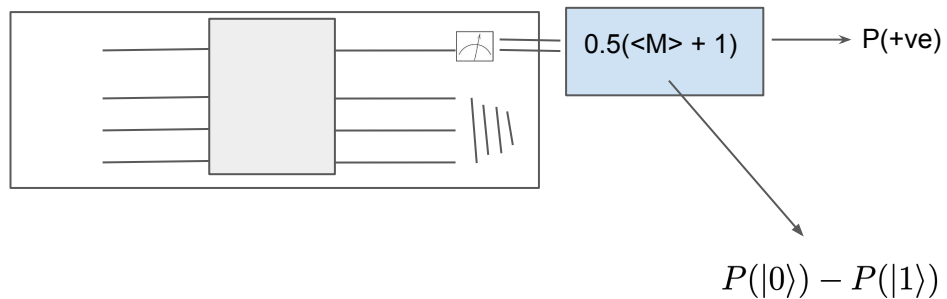 0.5(<M> + 1)
P(+ve)
P(|0⟩) − P(|1⟩)